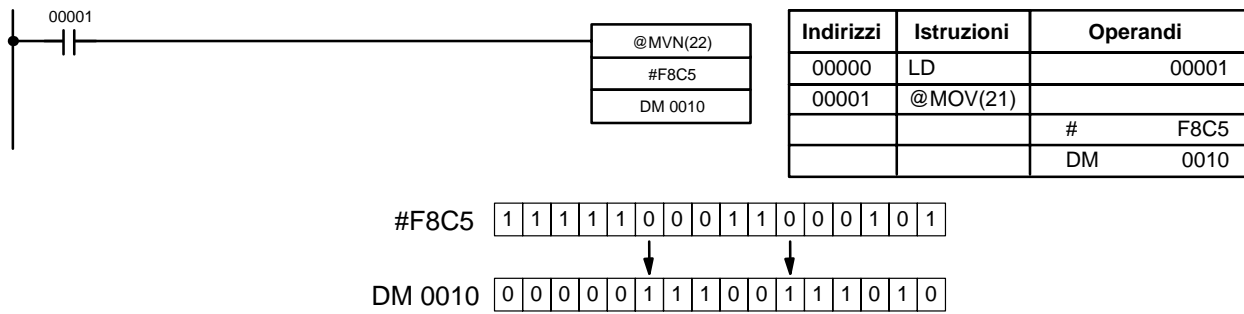 00001
@MVN(22)
#F8C5
DM 0010
Indirizzi Istruzioni Operandi
00000 LD 00001
00001 @MOV(21)
# F8C5
DM 0010
#F8C5 1 1 1 1 1 0 0 0 1 1 0 0 0 1 0 1
DM 0010 0 0 0 0 0 1 1 1 0 0 1 1 1 0 1 0